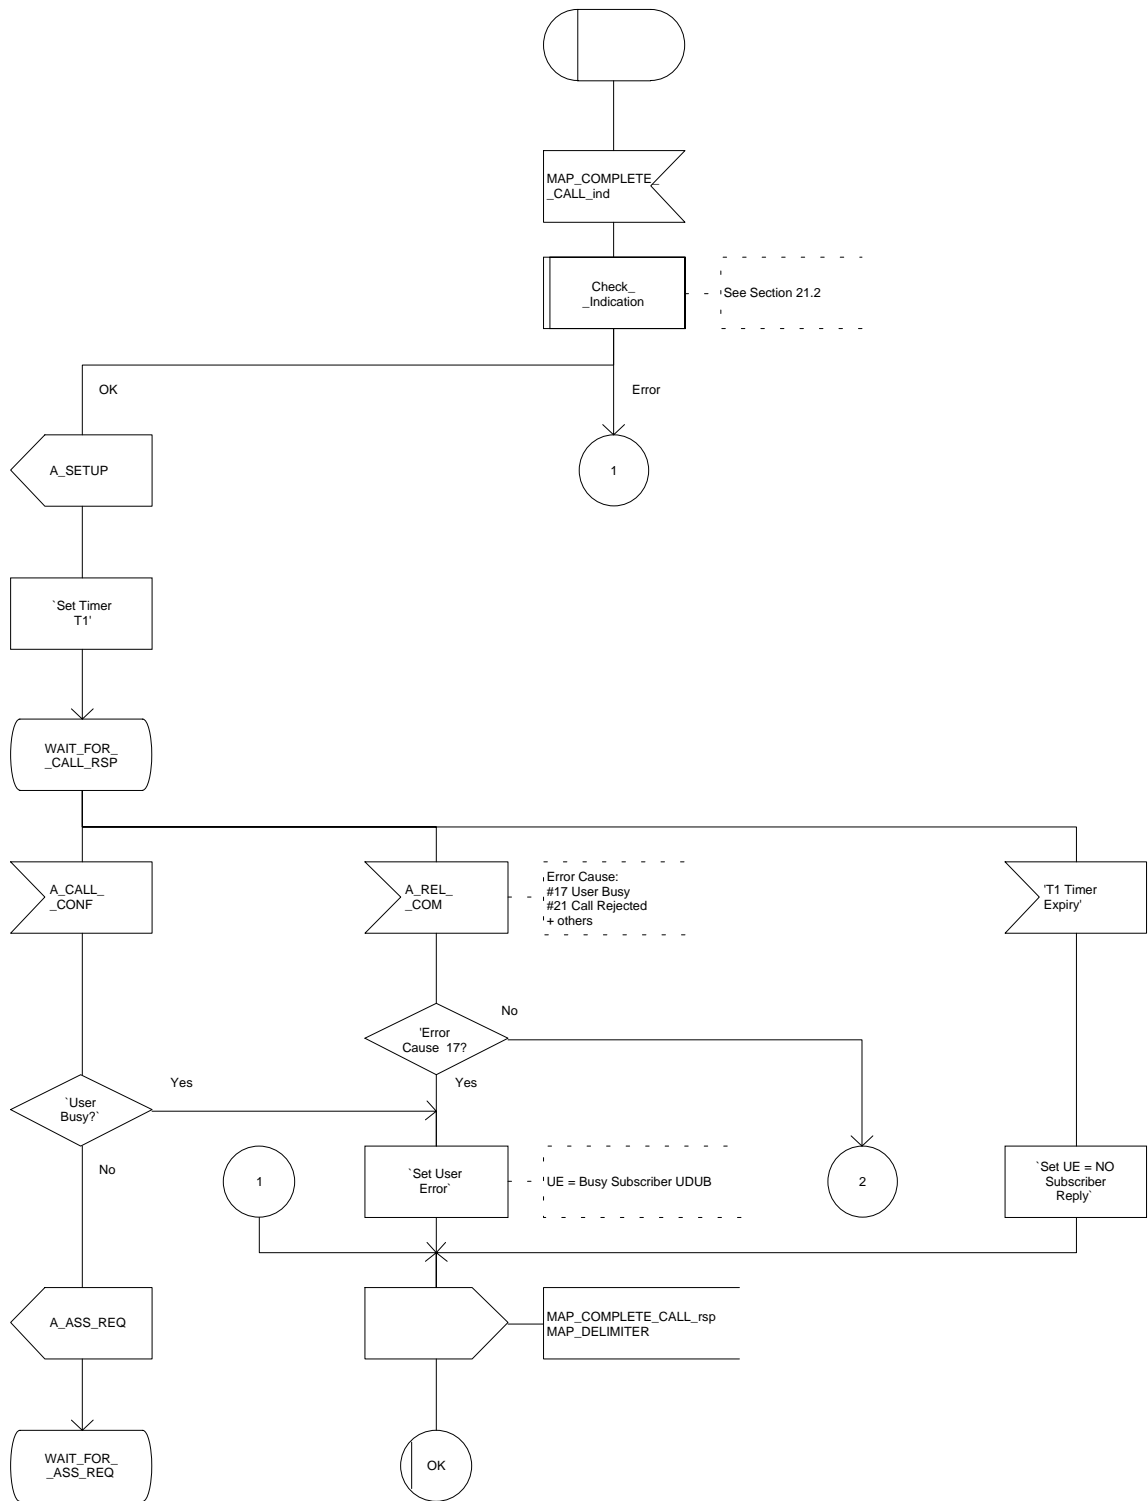 MAP_COMPLETE_
_CALL_ind
Check_
_Indication
See Section 21.2
OK
Error
A_SETUP
1
`Set Timer
T1'
WAIT_FOR_
_CALL_RSP
A_CALL_
_CONF
A_REL_
_COM
Error Cause:
#17 User Busy
#21 Call Rejected
+ others
'T1 Timer
Expiry'
'Error
Cause 17?
No
Yes
`User
Busy?`
Yes
No
1
`Set User
Error`
UE = Busy Subscriber UDUB
2
`Set UE = NO
Subscriber
Reply`
A_ASS_REQ
MAP_COMPLETE_CALL_rsp
MAP_DELIMITER
WAIT_FOR_
_ASS_REQ
OK